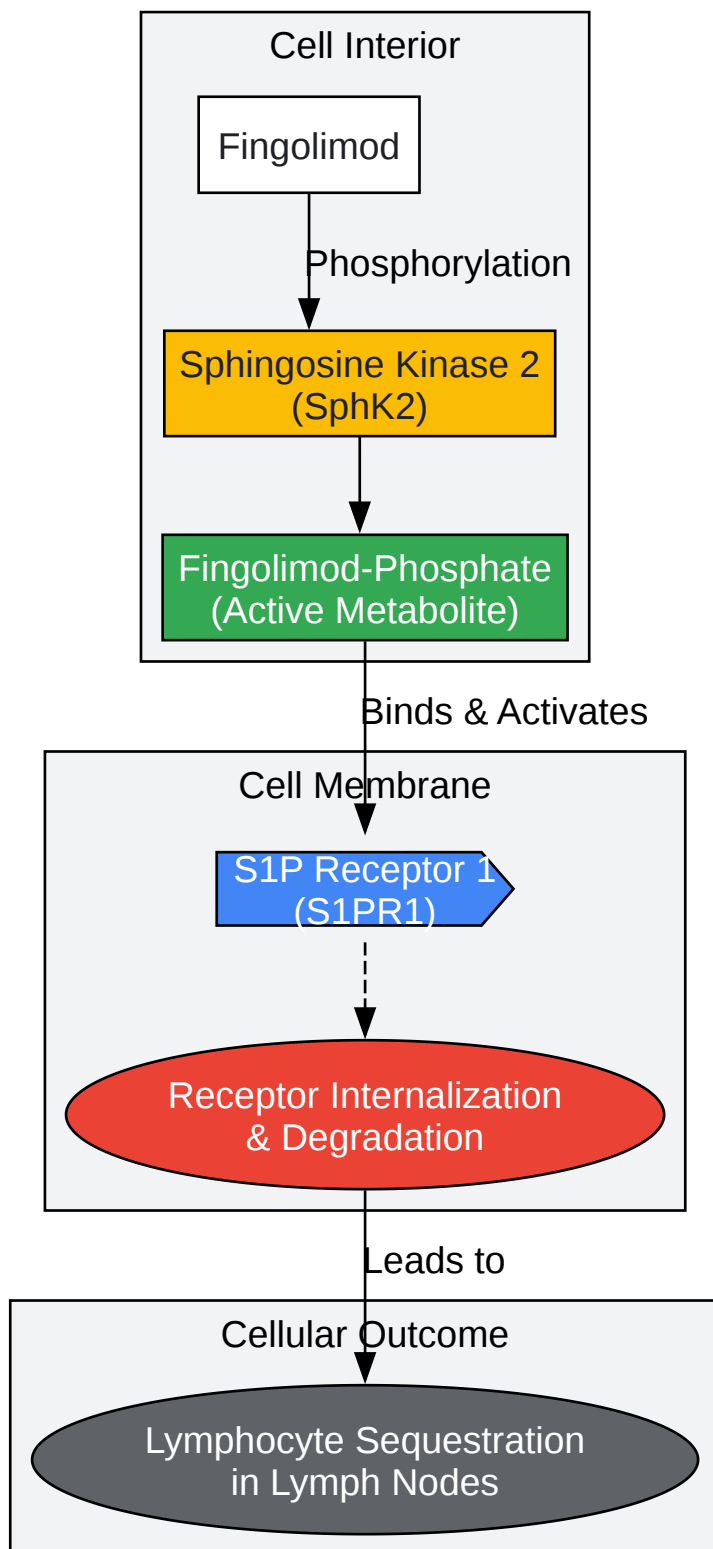 Cell Interior
Fingolimod
Phosphorylation
Sphingosine Kinase 2
(SphK2)
Fingolimod-Phosphate
(Active Metabolite)
Binds & Activates
Cell Membrane
S1P Receptor 1
(S1PR1)
Receptor Internalization
& Degradation
Leads to
Cellular Outcome
Lymphocyte Sequestration
in Lymph Nodes